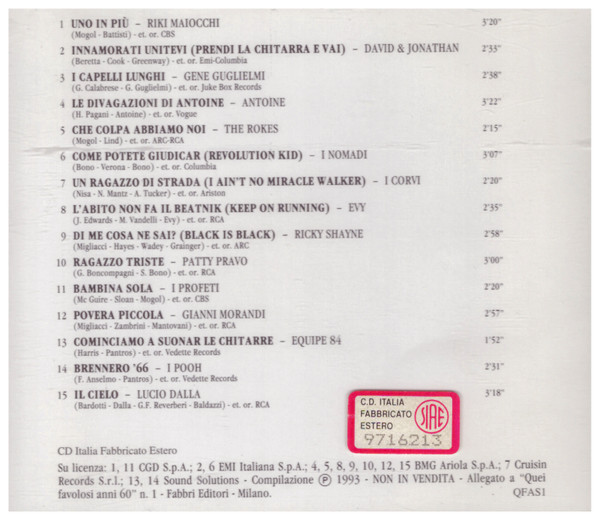 1 UNO IN PIÙ – RIKI MAIOCCHI 3'20"
(Mogol - Battisti) - et. or. CBS
2 INNAMORATI UNITEVI (PRENDI LA CHITARRA E VAI) – DAVID & JONATHAN 2'33"
(Beretta - Cook - Greenway) - et. or. Emi-Columbia
3 I CAPELLI LUNGHI – GENE GUGLIELMI 2'38"
(G. Calabrese - G. Guglielmi) - et. or. Juke Box Records
4 LE DIVAGAZIONI DI ANTOINE – ANTOINE 3'22"
(H. Pagani - Antoine) - et. or. Vogue
5 CHE COLPA ABBIAMO NOI – THE ROKES 2'15"
(Mogol - Lind) - et. or. ARC-RCA
6 COME POTETE GIUDICAR (REVOLUTION KID) – I NOMADI 3'07"
(Bono - Verona - Bono) - et. or. Columbia
7 UN RAGAZZO DI STRADA (I AIN'T NO MIRACLE WALKER) – I CORVI 2'20"
(Nisa - N. Mantz - A. Tucker) - et. or. Ariston
8 L'ABITO NON FA IL BEATNIK (KEEP ON RUNNING) – EVY 2'35"
(J. Edwards - M. Vandelli - Evy) - et. or. RCA
9 DI ME COSA NE SAI? (BLACK IS BLACK) – RICKY SHAYNE 2'58"
(Migliacci - Hayes - Wadey - Grainger) - et. or. ARC
10 RAGAZZO TRISTE – PATTY PRAVO 3'00"
(G. Boncompagni - S. Bono) - et. or. RCA
11 BAMBINA SOLA – I PROFETI 2'20"
(Mc Guire - Sloan - Mogol) - et. or. CBS
12 POVERA PICCOLA – GIANNI MORANDI 2'57"
(Migliacci - Zambrini - Mantovani) - et. or. RCA
13 COMINCIAMO A SUONAR LE CHITARRE – EQUIPE 84 1'52"
(Harris - Pantros) - et. or. Vedette Records
14 BRENNERO '66 – I POOH 2'31"
(F. Anselmo - Pantros) - et. or. Vedette Records
15 IL CIELO – LUCIO DALLA 3'18"
(Bardotti - Dalla - G.F. Reverberi - Baldazzi) - et. or. RCA
C.D. ITALIA
FABBRICATO
ESTERO
SIAE
9716213
CD Italia Fabbricato Estero
Su licenza: 1, 11 CGD S.p.A.; 2, 6 EMI Italiana S.p.A.; 4, 5, 8, 9, 10, 12, 15 BMG Ariola S.p.A.; 7 Cruisin
Records S.r.l.; 13, 14 Sound Solutions - Compilazione Ⓟ 1993 - NON IN VENDITA - Allegato a "Quei
favolosi anni 60" n. 1 - Fabbri Editori - Milano. QFAS1